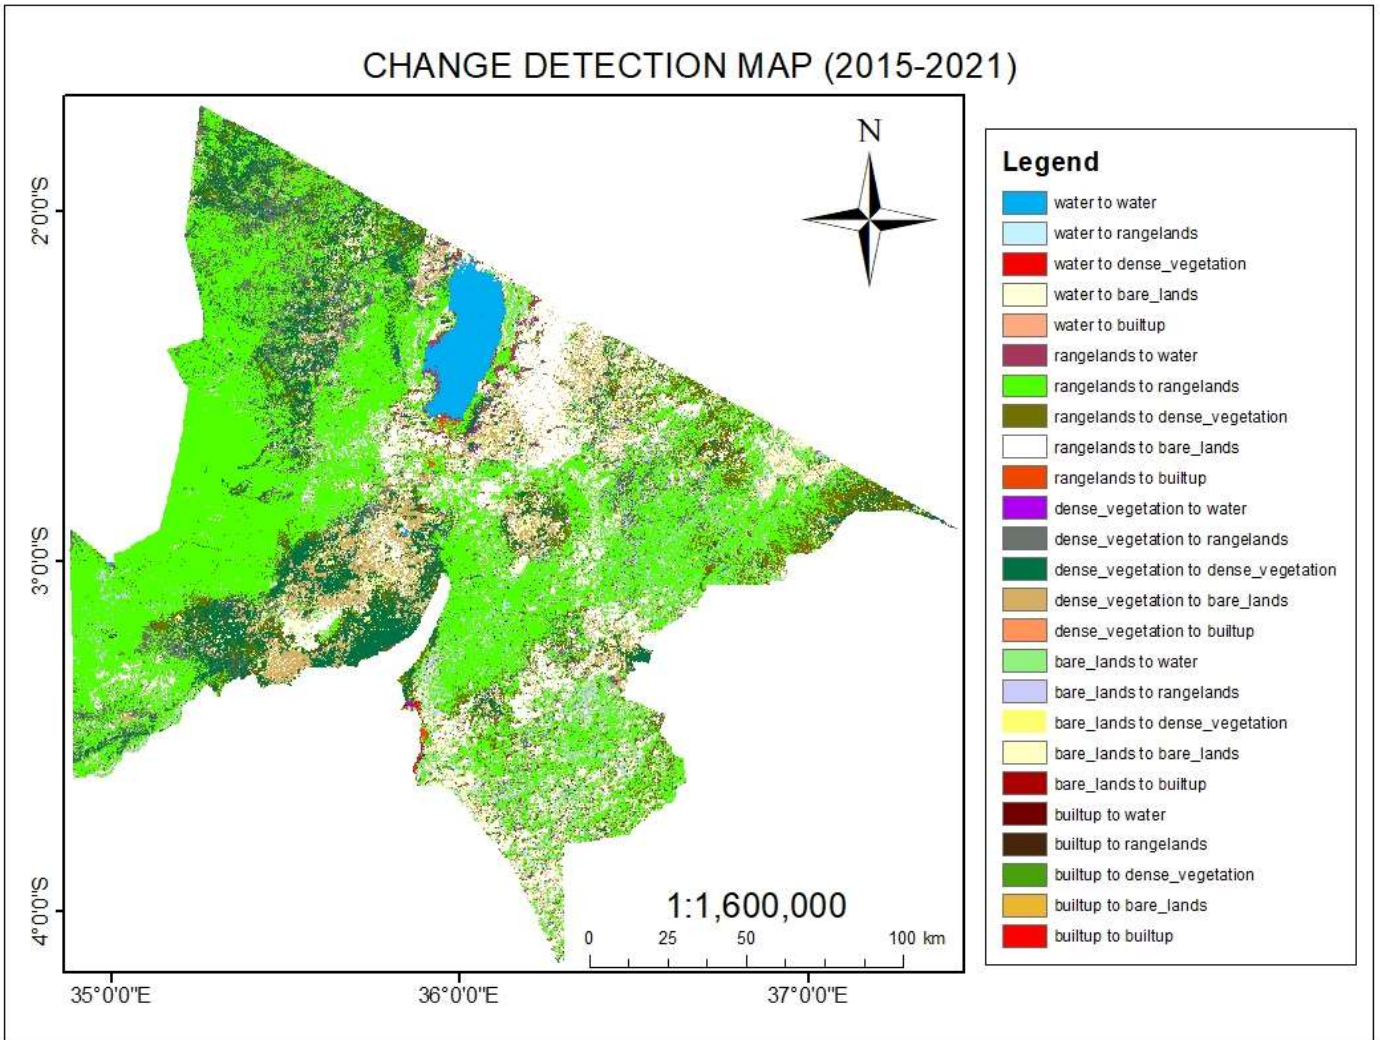 CHANGE DETECTION MAP (2015-2021)
N
2°0'0"S
3°0'0"S
4°0'0"S
35°0'0"E
36°0'0"E
37°0'0"E
1:1,600,000
0 25 50 100 km
Legend
water to water
water to rangelands
water to dense_vegetation
water to bare_lands
water to builtup
rangelands to water
rangelands to rangelands
rangelands to dense_vegetation
rangelands to bare_lands
rangelands to builtup
dense_vegetation to water
dense_vegetation to rangelands
dense_vegetation to dense_vegetation
dense_vegetation to bare_lands
dense_vegetation to builtup
bare_lands to water
bare_lands to rangelands
bare_lands to dense_vegetation
bare_lands to bare_lands
bare_lands to builtup
builtup to water
builtup to rangelands
builtup to dense_vegetation
builtup to bare_lands
builtup to builtup